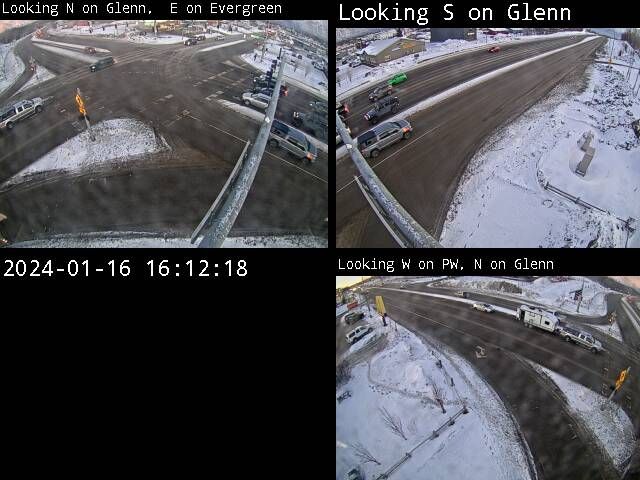 Looking N on Glenn, E on Evergreen
Looking S on Glenn
2024-01-16 16:12:18
Looking W on PW, N on Glenn